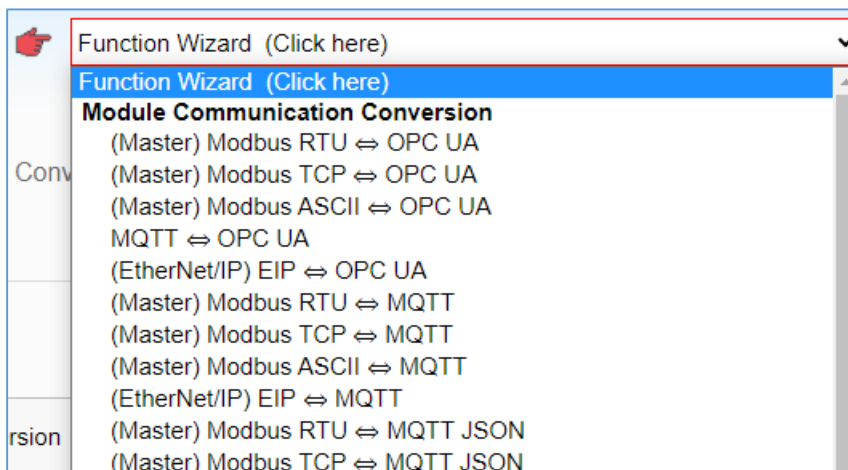 Function Wizard (Click here)
Function Wizard (Click here)
Module Communication Conversion
(Master) Modbus RTU ⇔ OPC UA
Conv
(Master) Modbus TCP ⇔ OPC UA
(Master) Modbus ASCII ⇔ OPC UA
MQTT ⇔ OPC UA
(EtherNet/IP) EIP ⇔ OPC UA
(Master) Modbus RTU ⇔ MQTT
(Master) Modbus TCP ⇔ MQTT
(Master) Modbus ASCII ⇔ MQTT
(EtherNet/IP) EIP ⇔ MQTT
rsion
(Master) Modbus RTU ⇔ MQTT JSON
(Master) Modbus TCP ⇔ MQTT JSON